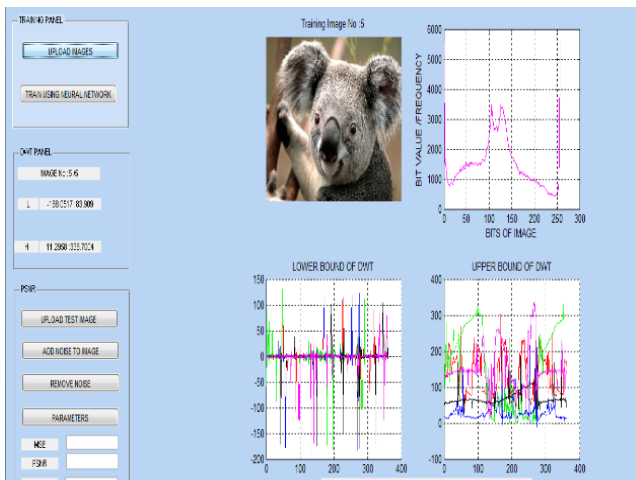 TRAINING PANEL
UPLOAD IMAGES
TRAIN USING NEURAL NETWORK
DWT PANEL
IMAGE No :5 /6
L
H
PSNR
UPLOAD TEST IMAGE
ADD NOISE TO IMAGE
REMOVE NOISE
PARAMETERS
MSE
PSNR
Training Image No :5
BIT VALUE /FREQUENCY
6000
5000
4000
3000
2000
1000
0
0 50 100 150 200 250 300
BITS OF IMAGE
LOWER BOUND OF DWT
150
100
50
0
-50
-100
-150
-200
0 100 200 300 400
UPPER BOUND OF DWT
400
300
200
100
0
-100
0 100 200 300 400